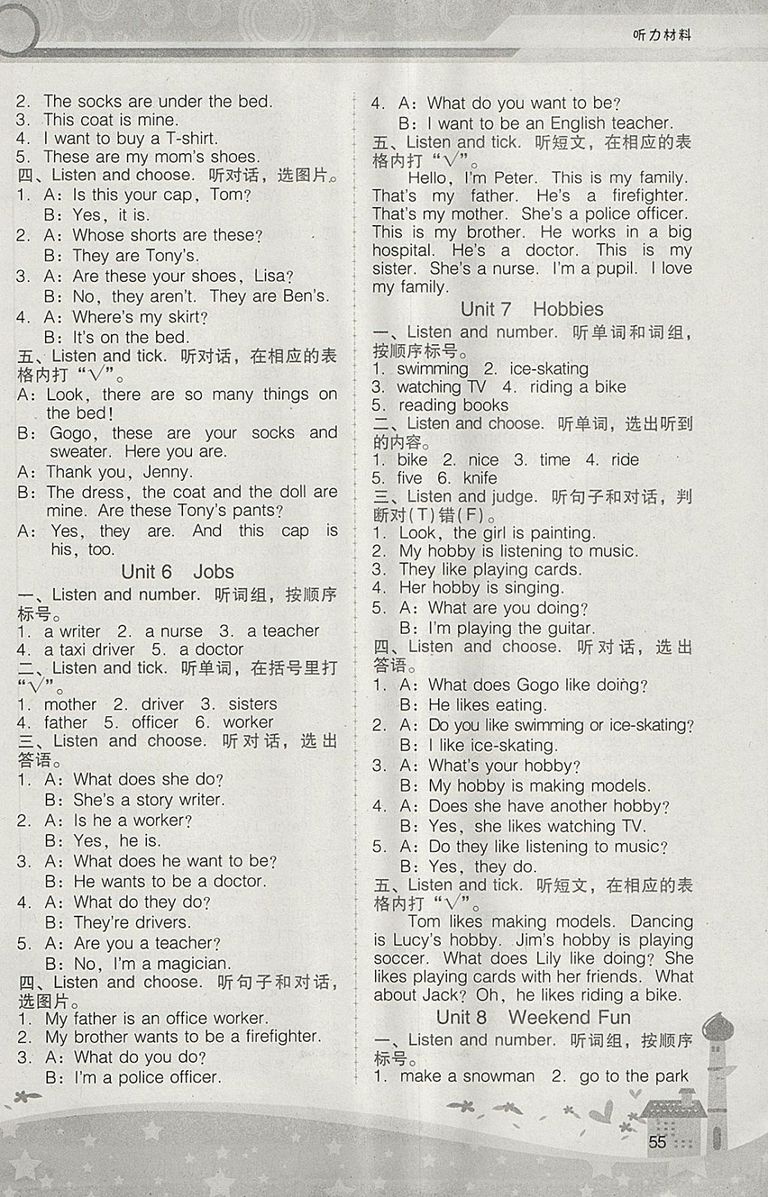 听力材料
2. The socks are under the bed.
3. This coat is mine.
4. I want to buy a T-shirt.
5. These are my mom's shoes.
四、Listen and choose. 听对话，选图片。
1. A: Is this your cap, Tom?
B: Yes, it is.
2. A: Whose shorts are these?
B: They are Tony's.
3. A: Are these your shoes, Lisa?
B: No, they aren't. They are Ben's.
4. A: Where's my skirt?
B: It's on the bed.
五、Listen and tick. 听对话，在相应的表
格内打“√”。
A: Look, there are so many things on
the bed!
B: Gogo, these are your socks and
sweater. Here you are.
A: Thank you, Jenny.
B: The dress, the coat and the doll are
mine. Are these Tony's pants?
A: Yes, they are. And this cap is
his, too.
Unit 6 Jobs
一、Listen and number. 听词组，按顺序
标号。
1. a writer 2. a nurse 3. a teacher
4. a taxi driver 5. a doctor
二、Listen and tick. 听单词，在括号里打
“√”。
1. mother 2. driver 3. sisters
4. father 5. officer 6. worker
三、Listen and choose. 听对话，选出
答语。
1. A: What does she do?
B: She's a story writer.
2. A: Is he a worker?
B: Yes, he is.
3. A: What does he want to be?
B: He wants to be a doctor.
4. A: What do they do?
B: They're drivers.
5. A: Are you a teacher?
B: No, I'm a magician.
四、Listen and choose. 听句子和对话，
选图片。
1. My father is an office worker.
2. My brother wants to be a firefighter.
3. A: What do you do?
B: I'm a police officer.
4. A: What do you want to be?
B: I want to be an English teacher.
五、Listen and tick. 听短文，在相应的表
格内打“√”。
Hello, I'm Peter. This is my family.
That's my father. He's a firefighter.
That's my mother. She's a police officer.
This is my brother. He works in a big
hospital. He's a doctor. This is my
sister. She's a nurse. I'm a pupil. I love
my family.
Unit 7 Hobbies
一、Listen and number. 听单词和词组，
按顺序标号。
1. swimming 2. ice-skating
3. watching TV 4. riding a bike
5. reading books
二、Listen and choose. 听单词，选出听到
的内容。
1. bike 2. nice 3. time 4. ride
5. five 6. knife
三、Listen and judge. 听句子和对话，判
断对(T)错(F)。
1. Look, the girl is painting.
2. My hobby is listening to music.
3. They like playing cards.
4. Her hobby is singing.
5. A: What are you doing?
B: I'm playing the guitar.
四、Listen and choose. 听对话，选出
答语。
1. A: What does Gogo like doing?
B: He likes eating.
2. A: Do you like swimming or ice-skating?
B: I like ice-skating.
3. A: What's your hobby?
B: My hobby is making models.
4. A: Does she have another hobby?
B: Yes, she likes watching TV.
5. A: Do they like listening to music?
B: Yes, they do.
五、Listen and tick. 听短文，在相应的表
格内打“√”。
Tom likes making models. Dancing
is Lucy's hobby. Jim's hobby is playing
soccer. What does Lily like doing? She
likes playing cards with her friends. What
about Jack? Oh, he likes riding a bike.
Unit 8 Weekend Fun
一、Listen and number. 听词组，按顺序
标号。
1. make a snowman 2. go to the park
55